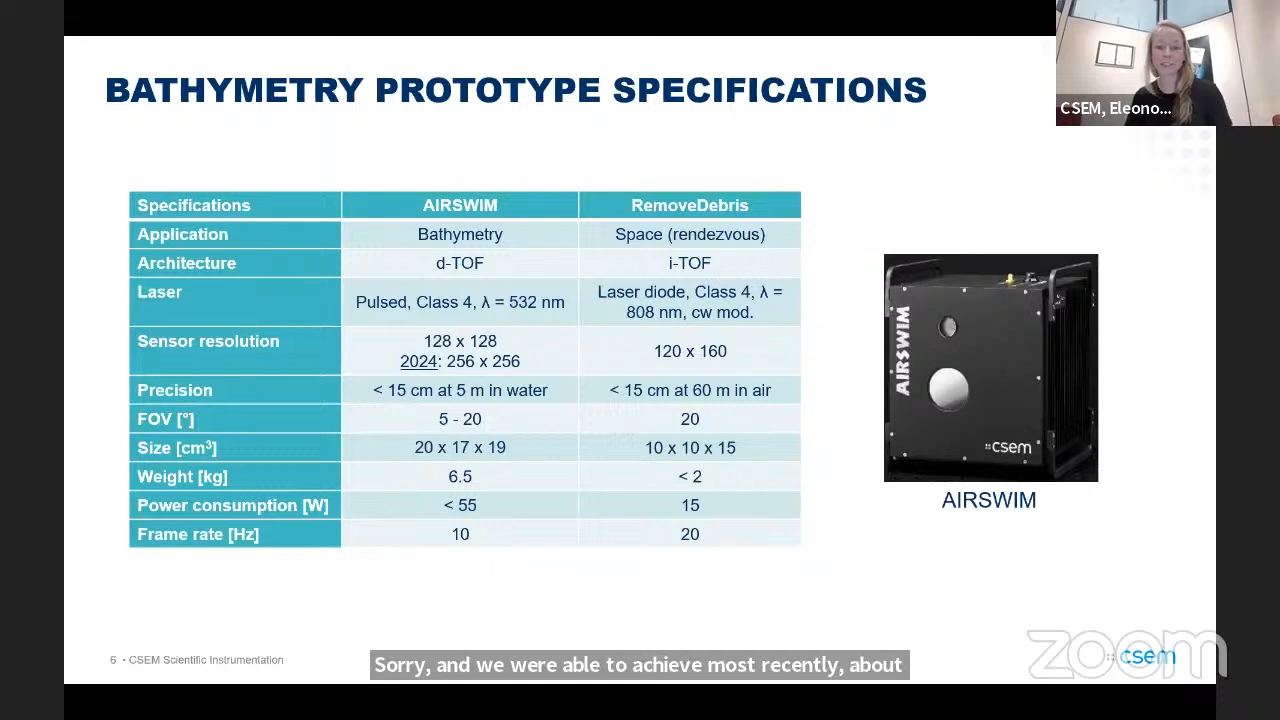 BATHYMETRY PROTOTYPE SPECIFICATIONS
CSEM, Eleono...
Specifications AIRSWIM RemoveDebris
Application Bathymetry Space (rendezvous)
Architecture d-TOF i-TOF
Laser Pulsed, Class 4, λ = 532 nm Laser diode, Class 4, λ =
808 nm, cw mod.
Sensor resolution 128 x 128
2024: 256 x 256 120 x 160
Precision < 15 cm at 5 m in water < 15 cm at 60 m in air
FOV [°] 5 - 20 20
Size [cm³] 20 x 17 x 19 10 x 10 x 15
Weight [kg] 6.5 < 2
Power consumption [W] < 55 15
Frame rate [Hz] 10 20
AIRSWIM
csem
AIRSWIM
6 • CSEM Scientific Instrumentation
Sorry, and we were able to achieve most recently, about
zoom
csem